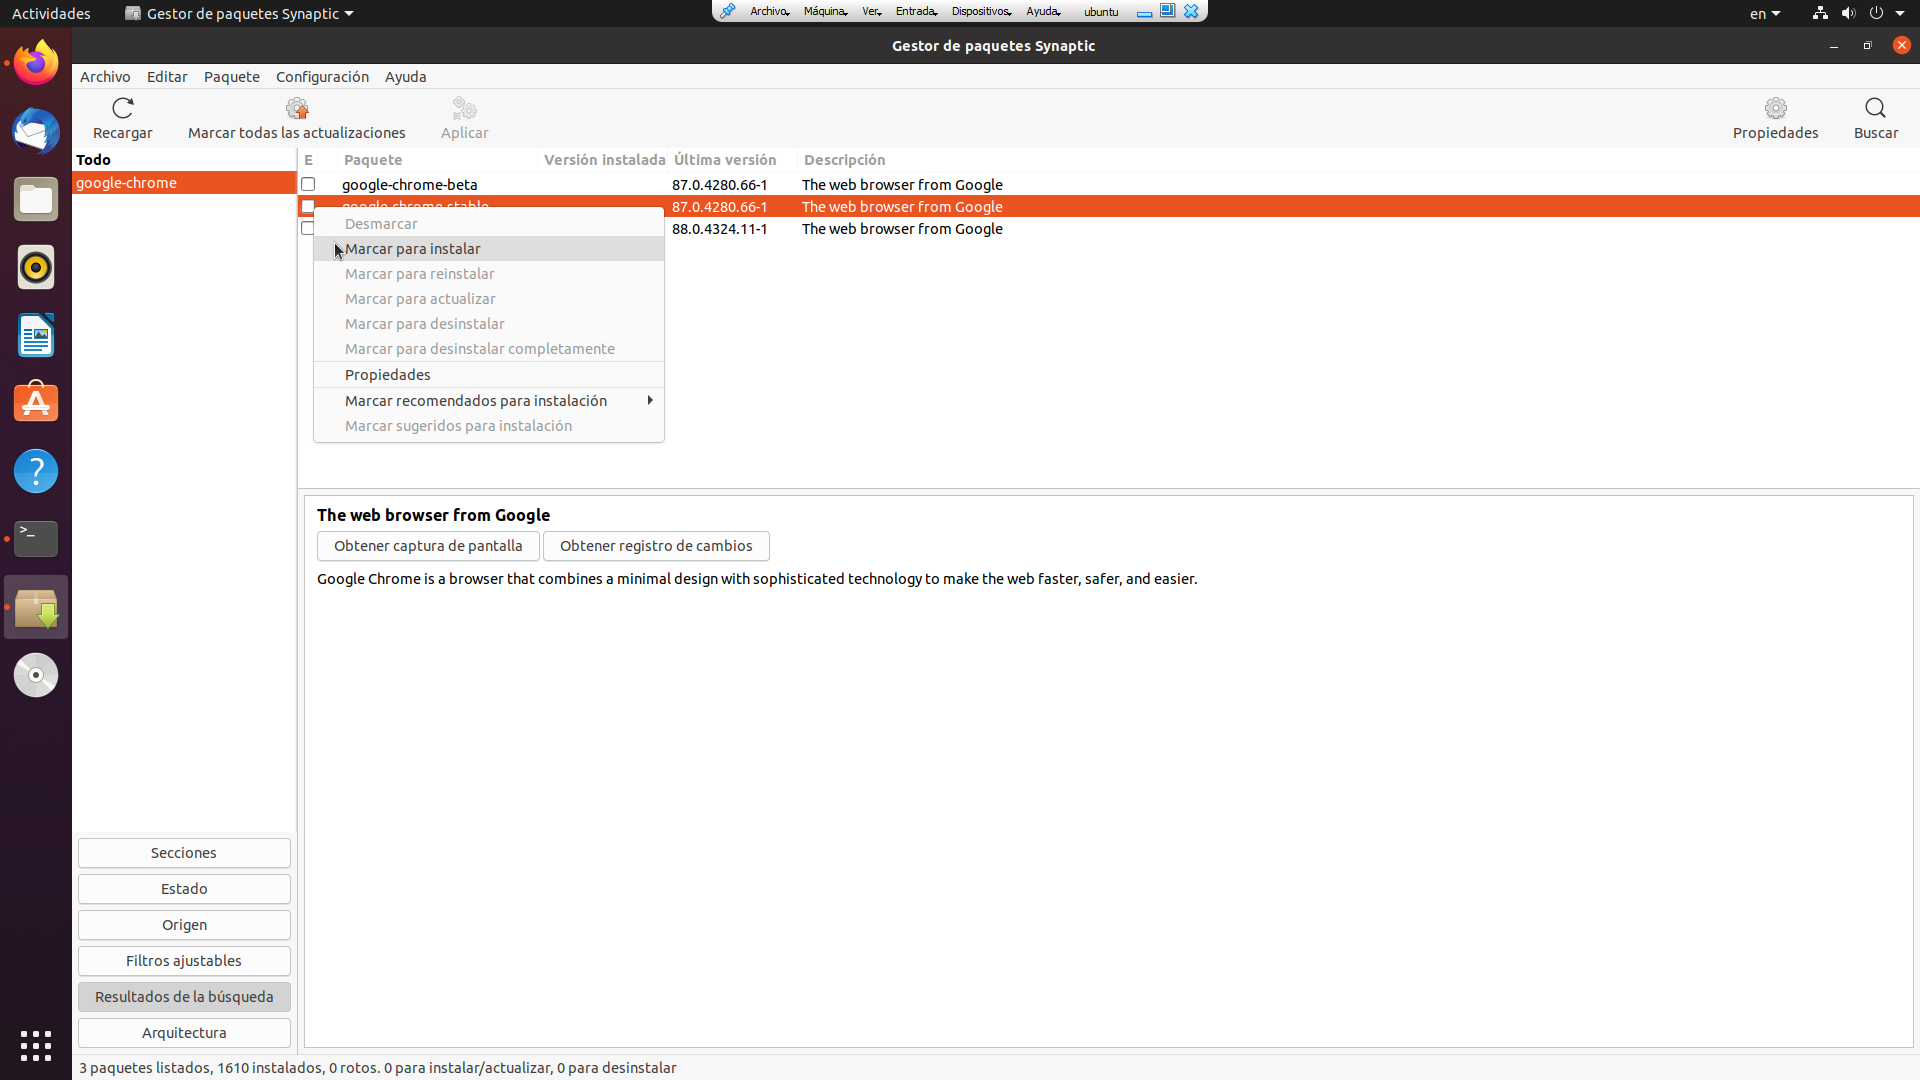 Actividades
Gestor de paquetes Synaptic
Archivo Máquina Ver Entrada Dispositivos Ayuda ubuntu
en
Gestor de paquetes Synaptic
Archivo Editar Paquete Configuración Ayuda
Recargar
Marcar todas las actualizaciones
Aplicar
Propiedades
Buscar
Todo
google-chrome
E Paquete Versión instalada Última versión Descripción
google-chrome-beta 87.0.4280.66-1 The web browser from Google
google-chrome-stable 87.0.4280.66-1 The web browser from Google
88.0.4324.11-1 The web browser from Google
Desmarcar
Marcar para instalar
Marcar para reinstalar
Marcar para actualizar
Marcar para desinstalar
Marcar para desinstalar completamente
Propiedades
Marcar recomendados para instalación
Marcar sugeridos para instalación
The web browser from Google
Obtener captura de pantalla
Obtener registro de cambios
Google Chrome is a browser that combines a minimal design with sophisticated technology to make the web faster, safer, and easier.
Secciones
Estado
Origen
Filtros ajustables
Resultados de la búsqueda
Arquitectura
3 paquetes listados, 1610 instalados, 0 rotos. 0 para instalar/actualizar, 0 para desinstalar